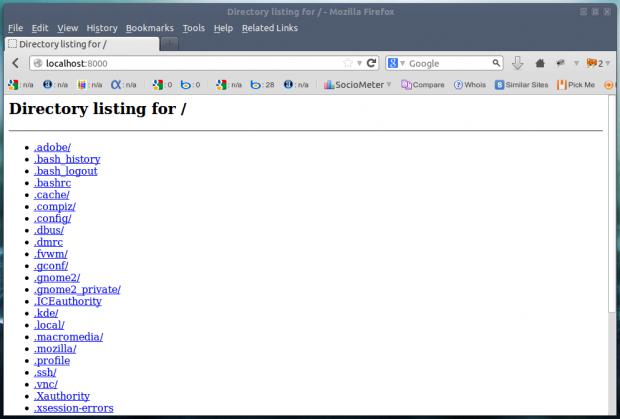 Directory listing for / - Mozilla Firefox
File Edit View History Bookmarks Tools Help Related Links
Directory listing for /
localhost:8000 Google 2
: n/a : n/a : n/a : n/a : 0 : 0 : n/a : 28 : n/a SocioMeter Compare Whois Similar Sites Pick Me
Directory listing for /
.adobe/
.bash_history
.bash_logout
.bashrc
.cache/
.compiz/
.config/
.dbus/
.dmrc
.fvwm/
.gconf/
.gnome2/
.gnome2_private/
.ICEauthority
.kde/
.local/
.macromedia/
.mozilla/
.profile
.ssh/
.vnc/
.Xauthority
.xsession-errors